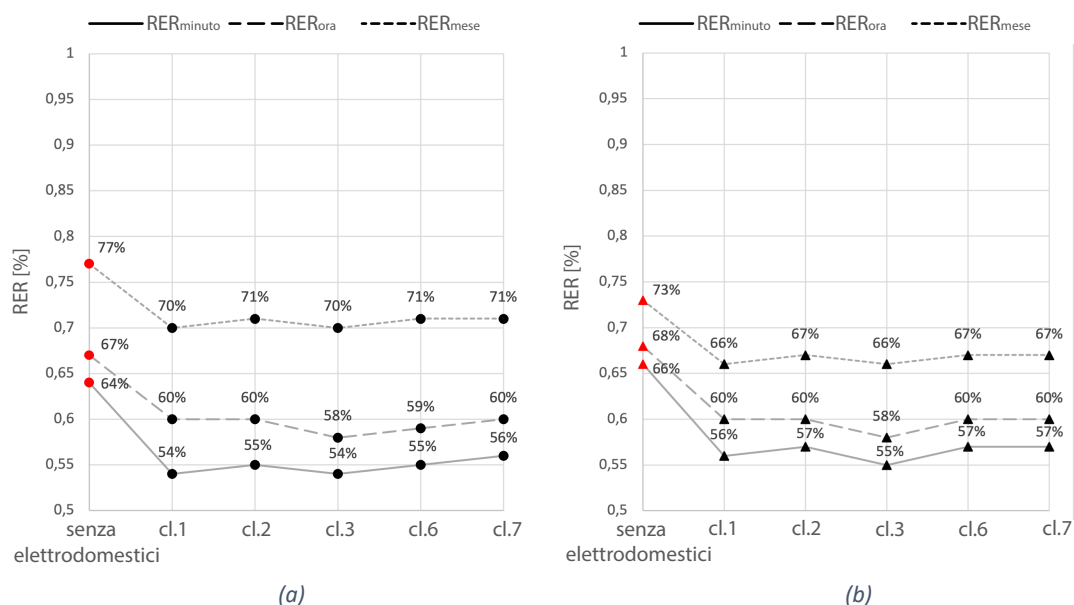 RERminuto RERora RERmese
1
0,95
0,9
0,85
0,8
0,75
0,7
0,65
0,6
0,55
0,5
RER [%]
77%
70% 71% 70% 71% 71%
67%
60% 60% 58% 59% 60%
64%
54% 55% 54% 55% 56%
senza elettrodomestici cl.1 cl.2 cl.3 cl.6 cl.7
(a)
RERminuto RERora RERmese
1
0,95
0,9
0,85
0,8
0,75
0,7
0,65
0,6
0,55
0,5
RER [%]
73%
66% 67% 66% 67% 67%
68%
60% 60% 58% 60% 60%
66%
56% 57% 55% 57% 57%
senza elettrodomestici cl.1 cl.2 cl.3 cl.6 cl.7
(b)